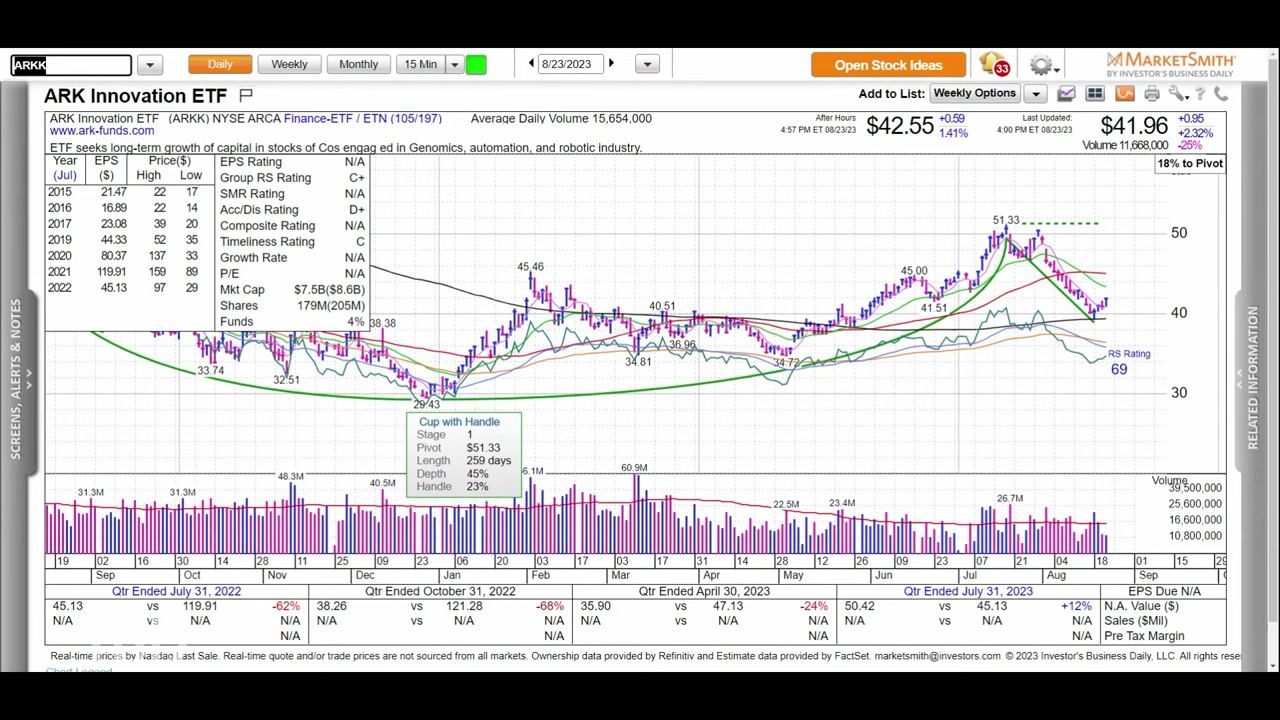 ARKK Daily Weekly Monthly 15 Min 8/23/2023 Open Stock Ideas 33 MARKETSMITH
BY INVESTOR'S BUSINESS DAILY
ARK Innovation ETF Add to List: Weekly Options
ARK Innovation ETF (ARKK) NYSE ARCA Finance-ETF / ETN (105/197) Average Daily Volume 15,654,000
After Hours $42.55 +0.59 Last Updated: $41.96 +0.95
4:57 PM ET 08/23/23 1.41% 4:00 PM ET 08/23/23 +2.32%
www.ark-funds.com
Volume 11,668,000 -25%
ETF seeks long-term growth of capital in stocks of Cos engag ed in Genomics, automation, and robotic industry.
18% to Pivot
Year EPS Price($)
(Jul) ($) High Low
2015 21.47 22 17
2016 16.89 22 14
2017 23.08 39 20
2019 44.33 52 35
2020 80.37 137 33
2021 119.91 159 89
2022 45.13 97 29
EPS Rating N/A
Group RS Rating C+
SMR Rating N/A
Acc/Dis Rating D+
Composite Rating N/A
Timeliness Rating C
Growth Rate N/A
P/E N/A
Mkt Cap $7.5B($8.6B)
Shares 179M(205M)
Funds 4%
51.33
50
45.46
45.00
41.51
40.51
40
38.38
36.96
34.81
34.72
33.74
32.51
29.43
30
RS Rating
69
Cup with Handle
Stage 1
Pivot $51.33
Length 259 days
Depth 45%
Handle 23%
31.3M 31.3M 48.3M 40.5M 60.9M 22.5M 23.4M 26.7M
Volume
39,500,000
25,600,000
16,600,000
10,800,000
19 02 16 30 14 28 11 25 09 23 06 20 03 17 03 17 31 14 28 12 26 09 23 07 21 04 18 01 15 29
Sep Oct Nov Dec Jan Feb Mar Apr May Jun Jul Aug Sep
Qtr Ended July 31, 2022 Qtr Ended October 31, 2022 Qtr Ended April 30, 2023 Qtr Ended July 31, 2023 EPS Due N/A
45.13 vs 119.91 -62% 38.26 vs 121.28 -68% 35.90 vs 47.13 -24% 50.42 vs 45.13 +12% N.A. Value ($)
N/A vs N/A N/A N/A vs N/A N/A N/A vs N/A N/A N/A vs N/A N/A Sales ($Mil)
N/A N/A N/A N/A Pre Tax Margin
Real-time prices by Nasdaq Last Sale. Real-time quote and/or trade prices are not sourced from all markets. Ownership data provided by Refinitiv and Estimate data provided by FactSet. marketsmith@investors.com © 2023 Investor's Business Daily, LLC. All rights rese
Chart Legend
SCREENS, ALERTS & NOTES
RELATED INFORMATION